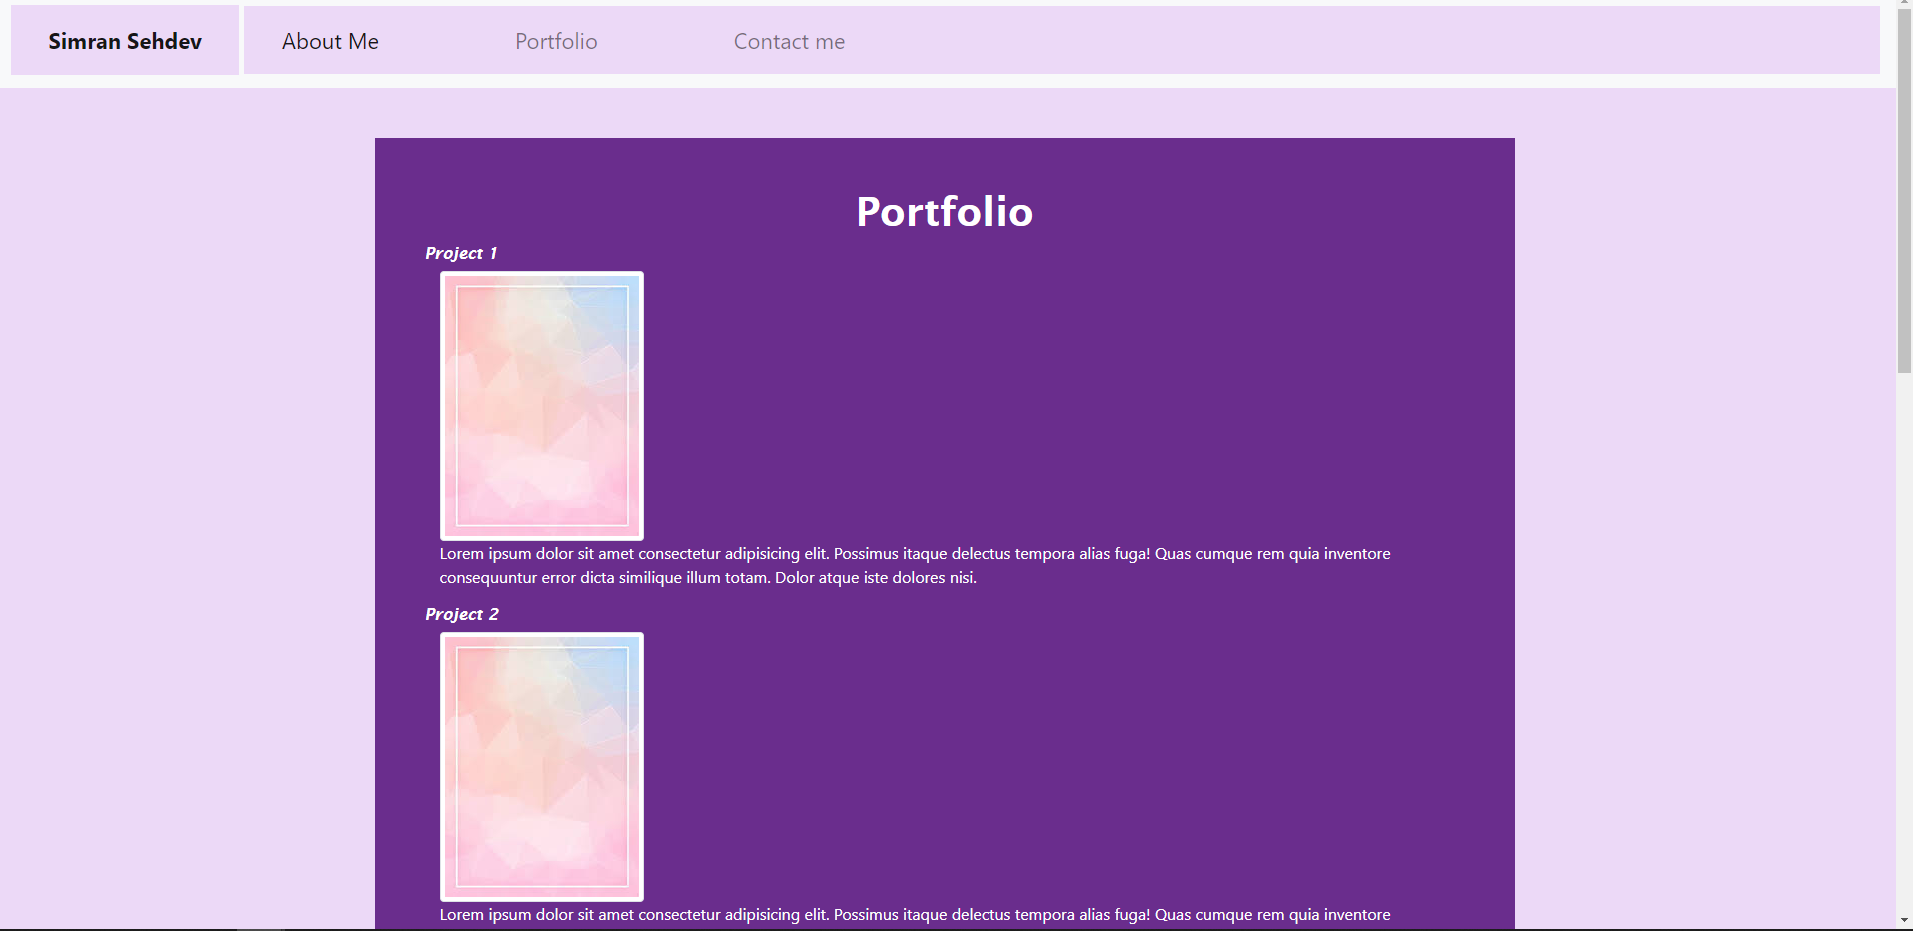 Simran Sehdev About Me Portfolio Contact me
Portfolio
Project 1
Lorem ipsum dolor sit amet consectetur adipisicing elit. Possimus itaque delectus tempora alias fuga! Quas cumque rem quia inventore
consequuntur error dicta similique illum totam. Dolor atque iste dolores nisi.
Project 2
Lorem ipsum dolor sit amet consectetur adipisicing elit. Possimus itaque delectus tempora alias fuga! Quas cumque rem quia inventore